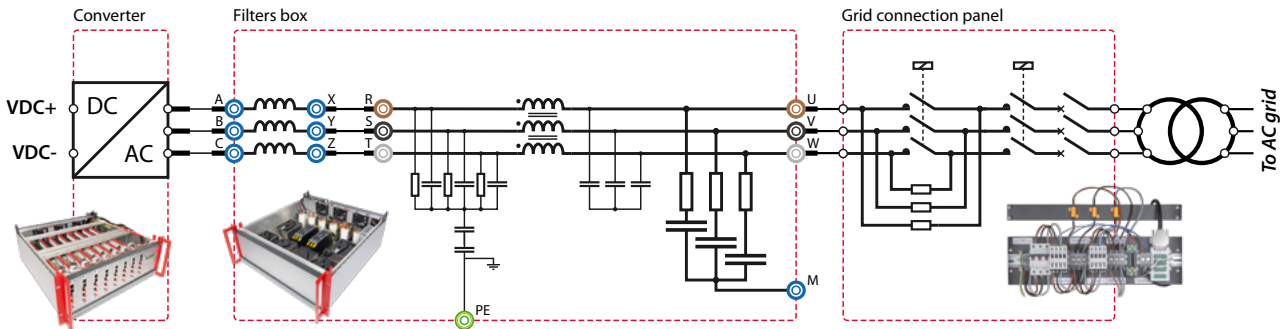 Converter
Filters box
Grid connection panel
VDC+
VDC-
DC
AC
A
B
C
X
Y
Z
R
S
T
U
V
W
M
PE
To AC grid